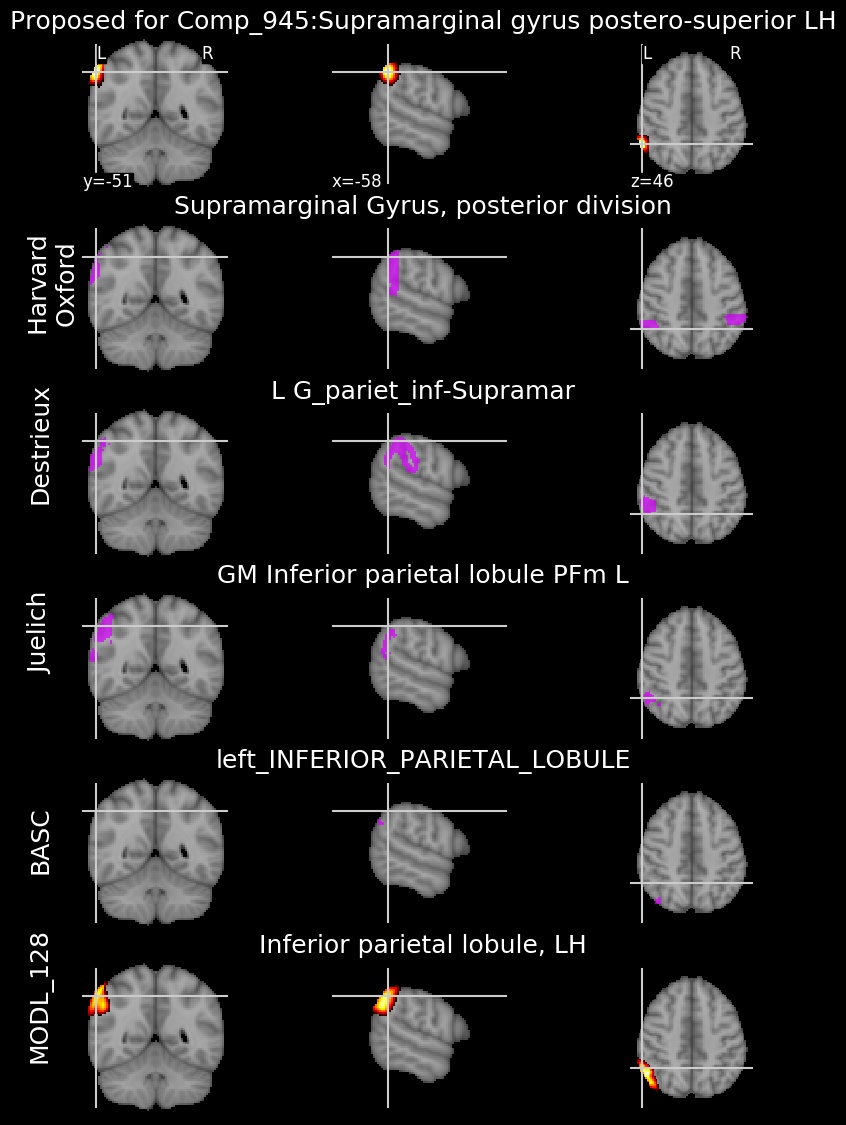 Proposed for Comp_945:Supramarginal gyrus postero-superior LH
L R
L R
y=-51 x=-58 z=46
Supramarginal Gyrus, posterior division
Harvard
Oxford
L G_pariet_inf-Supramar
Destrieux
GM Inferior parietal lobule PFm L
Juelich
left_INFERIOR_PARIETAL_LOBULE
BASC
Inferior parietal lobule, LH
MODL_128